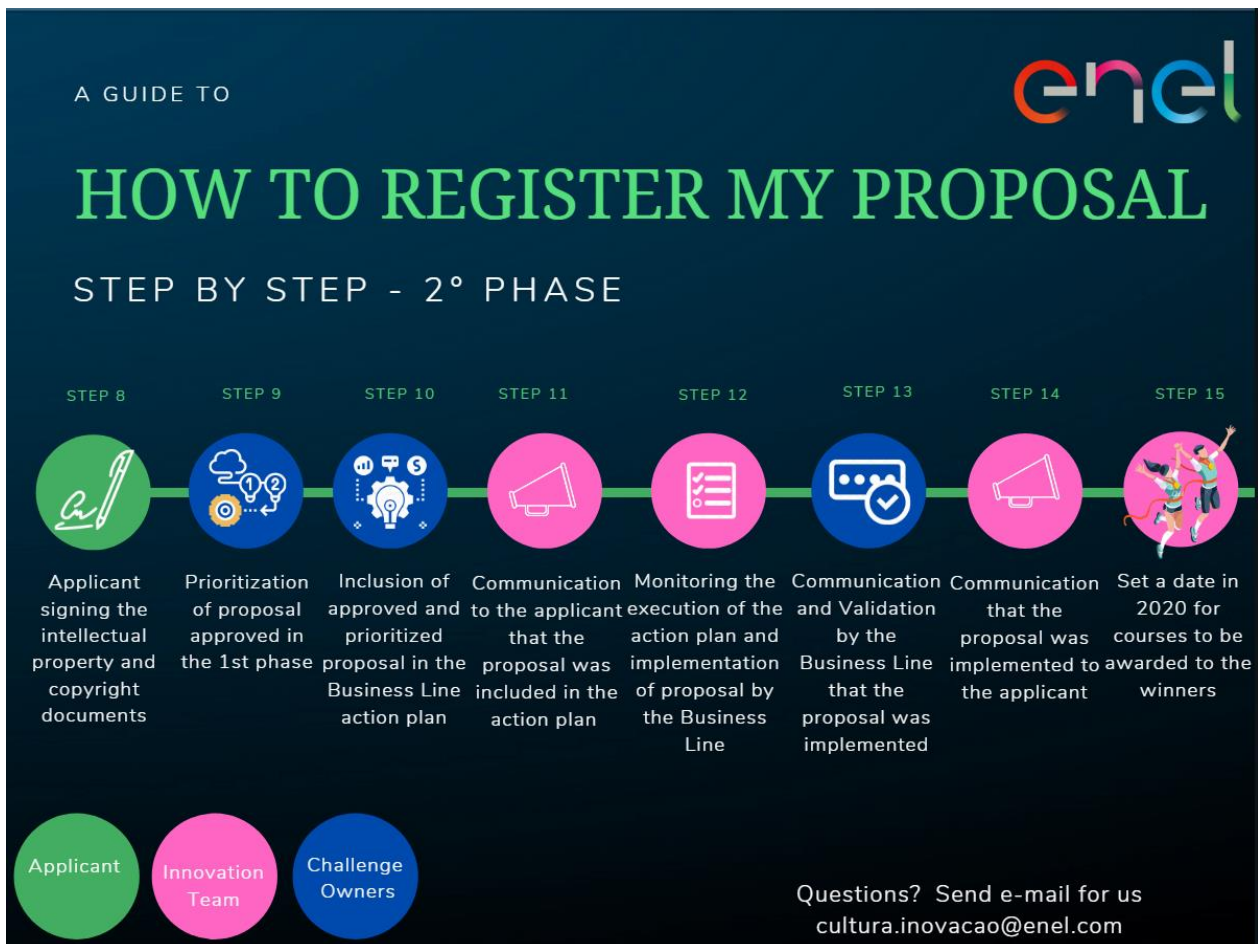 A GUIDE TO
enel
HOW TO REGISTER MY PROPOSAL
STEP BY STEP - 2° PHASE
STEP 8
Applicant
signing the
intellectual
property and
copyright
documents
STEP 9
Prioritization
of proposal
approved in
the 1st phase
STEP 10
Inclusion of
approved and
prioritized
proposal in the
Business Line
action plan
STEP 11
Communication
to the applicant
that the
proposal was
included in the
action plan
STEP 12
Monitoring the
execution of the
action plan and
implementation
of proposal by
the Business
Line
STEP 13
Communication
and Validation
by the
Business Line
that the
proposal was
implemented
STEP 14
Communication
that the
proposal was
implemented to
the applicant
STEP 15
Set a date in
2020 for
courses to be
awarded to the
winners
1 2
$
Applicant
Innovation
Team
Challenge
Owners
Questions? Send e-mail for us
cultura.inovacao@enel.com